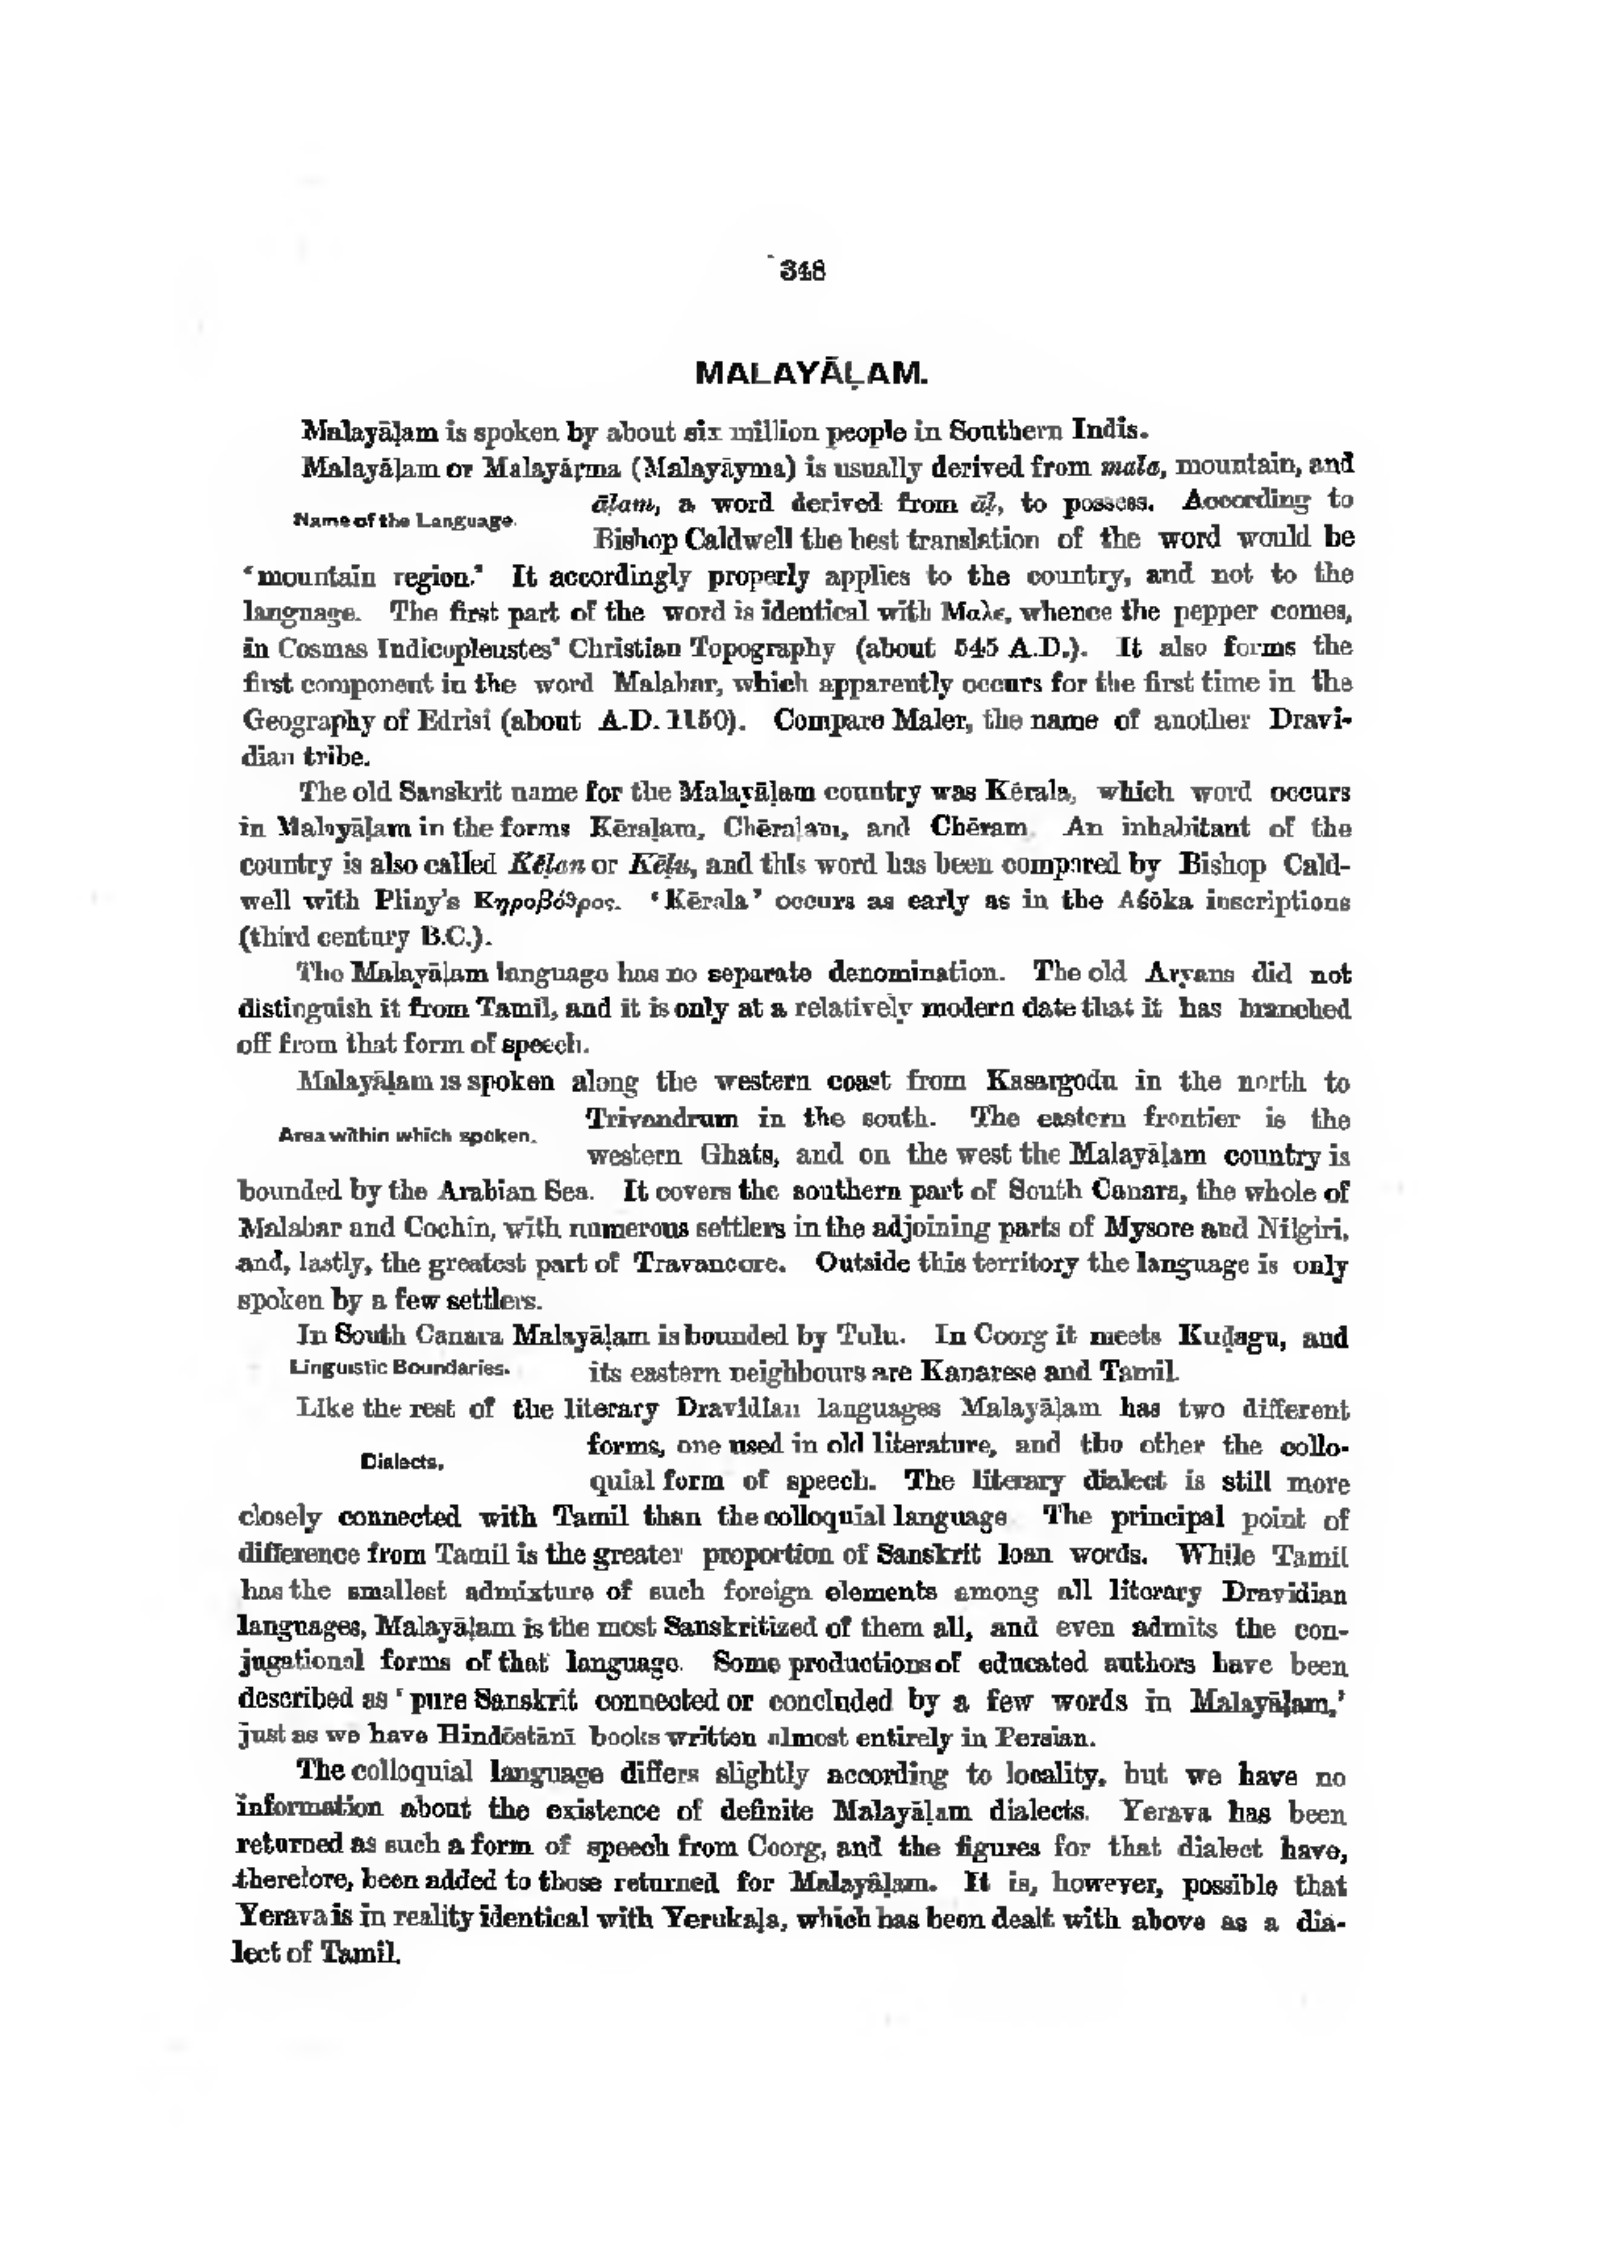 348
MALAYĀḶAM.
Malayāḷam is spoken by about six million people in Southern India.
Malayāḷam or Malayāṛma (Malayāyma) is usually derived from mala, mountain, and
āḷam, a word derived from āḷ, to possess. According to
Name of the Language.
Bishop Caldwell the best translation of the word would be
‘mountain region.’ It accordingly properly applies to the country, and not to the
language. The first part of the word is identical with Μαλε, whence the pepper comes,
in Cosmas Indicopleustes’ Christian Topography (about 545 A.D.). It also forms the
first component in the word Malabar, which apparently occurs for the first time in the
Geography of Edrisi (about A.D. 1150). Compare Maler, the name of another Dravi-
dian tribe.
The old Sanskrit name for the Malayāḷam country was Kērala, which word occurs
in Malayāḷam in the forms Kēraḷam, Chēraḷam, and Chēram. An inhabitant of the
country is also called Kēḷan or Kēḷu, and this word has been compared by Bishop Cald-
well with Pliny’s Κηροβόθρος. ‘Kērala’ occurs as early as in the Aśōka inscriptions
(third century B.C.).
The Malayāḷam language has no separate denomination. The old Aryans did not
distinguish it from Tamil, and it is only at a relatively modern date that it has branched
off from that form of speech.
Malayāḷam is spoken along the western coast from Kasargodu in the north to
Trivandrum in the south. The eastern frontier is the
Area within which spoken.
western Ghats, and on the west the Malayāḷam country is
bounded by the Arabian Sea. It covers the southern part of South Canara, the whole of
Malabar and Cochin, with numerous settlers in the adjoining parts of Mysore and Nilgiri,
and, lastly, the greatest part of Travancore. Outside this territory the language is only
spoken by a few settlers.
In South Canara Malayāḷam is bounded by Tulu. In Coorg it meets Kuḍagu, and
Linguistic Boundaries. its eastern neighbours are Kanarese and Tamil.
Like the rest of the literary Dravidian languages Malayāḷam has two different
forms, one used in old literature, and the other the collo-
Dialects.
quial form of speech. The literary dialect is still more
closely connected with Tamil than the colloquial language. The principal point of
difference from Tamil is the greater proportion of Sanskrit loan words. While Tamil
has the smallest admixture of such foreign elements among all literary Dravidian
languages, Malayāḷam is the most Sanskritized of them all, and even admits the con-
jugational forms of that language. Some productions of educated authors have been
described as ‘pure Sanskrit connected or concluded by a few words in Malayāḷam,’
just as we have Hindōstānī books written almost entirely in Persian.
The colloquial language differs slightly according to locality, but we have no
information about the existence of definite Malayāḷam dialects. Yerava has been
returned as such a form of speech from Coorg, and the figures for that dialect have,
therefore, been added to those returned for Malayāḷam. It is, however, possible that
Yerava is in reality identical with Yerukaḷa, which has been dealt with above as a dia-
lect of Tamil.